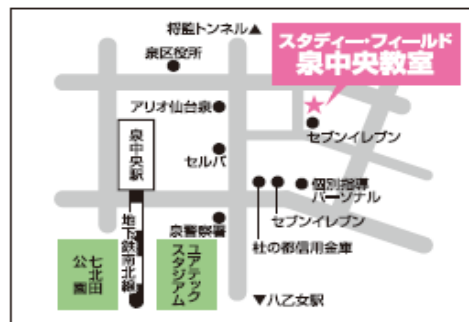 将監トンネル▲
泉区役所
スタディー・フィールド
泉中央教室
アリオ仙台泉
セブンイレブン
泉中央駅
セルバ
個別指導
パーソナル
セブンイレブン
地下鉄南北線
泉警察署
杜の都信用金庫
七北田
公園
ユアテック
スタジアム
▼八乙女駅